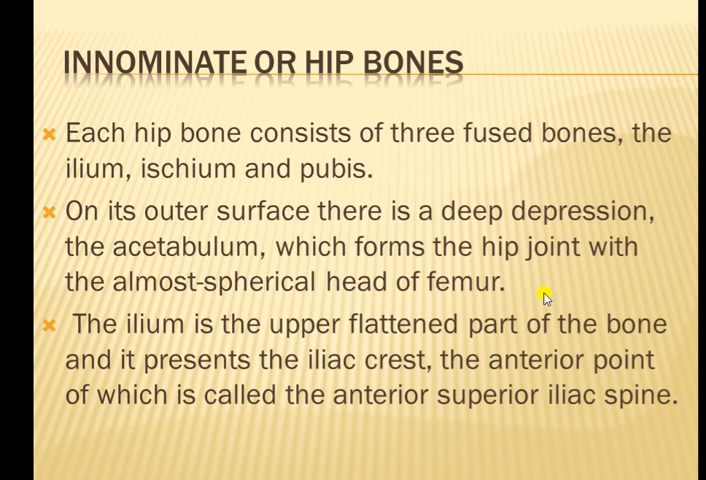 INNOMINATE OR HIP BONES
Each hip bone consists of three fused bones, the
ilium, ischium and pubis.
On its outer surface there is a deep depression,
the acetabulum, which forms the hip joint with
the almost-spherical head of femur.
The ilium is the upper flattened part of the bone
and it presents the iliac crest, the anterior point
of which is called the anterior superior iliac spine.